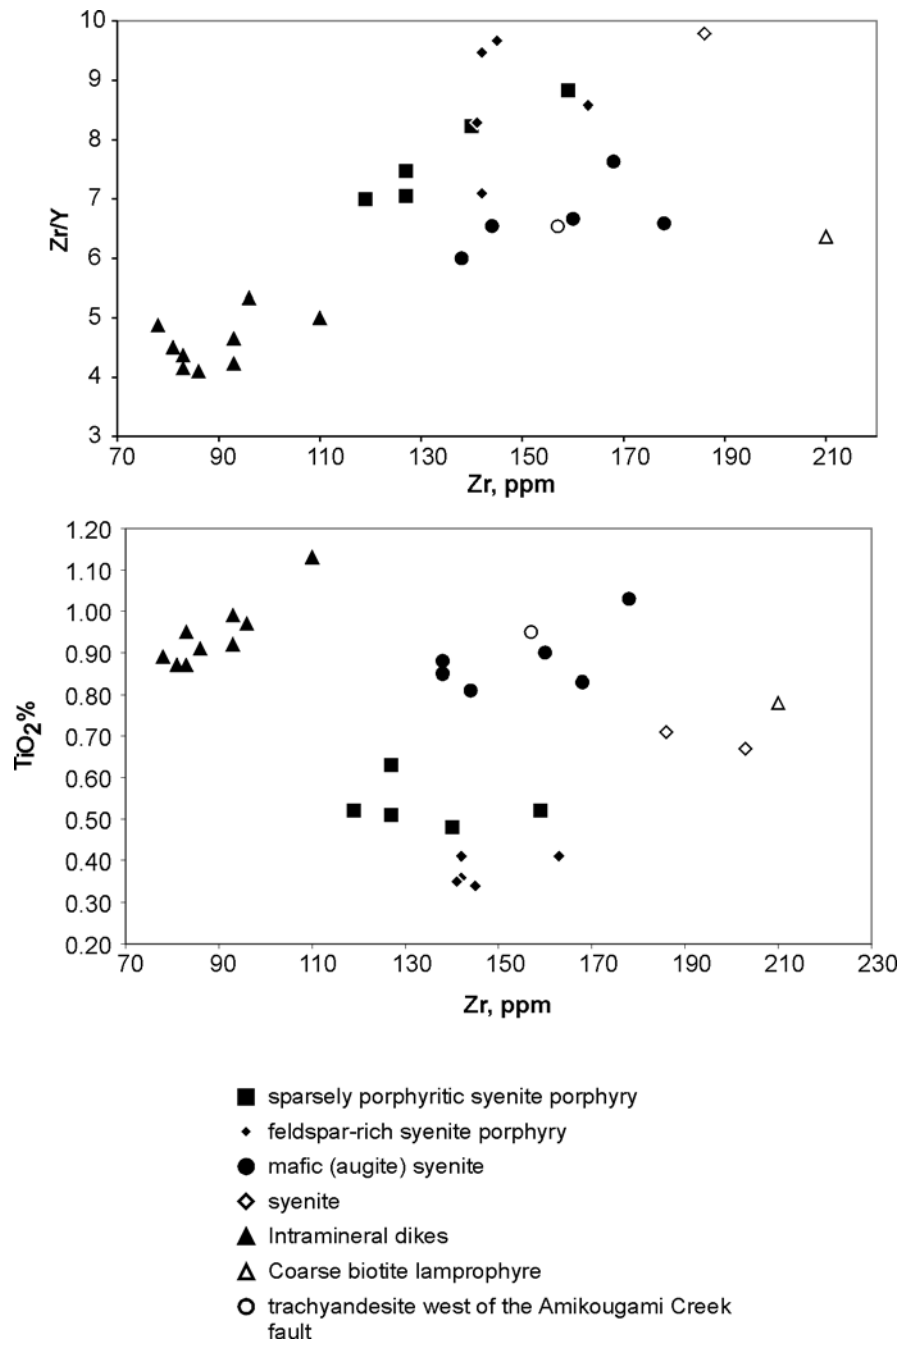 10
9
8
7
6
5
4
3
Zr/Y
70 90 110 130 150 170 190 210
Zr, ppm
1.20
1.10
1.00
0.90
0.80
0.70
0.60
0.50
0.40
0.30
0.20
TiO2%
70 90 110 130 150 170 190 210 230
Zr, ppm
sparsely porphyritic syenite porphyry
feldspar-rich syenite porphyry
mafic (augite) syenite
syenite
Intramineral dikes
Coarse biotite lamprophyre
trachyandesite west of the Amikougami Creek
fault